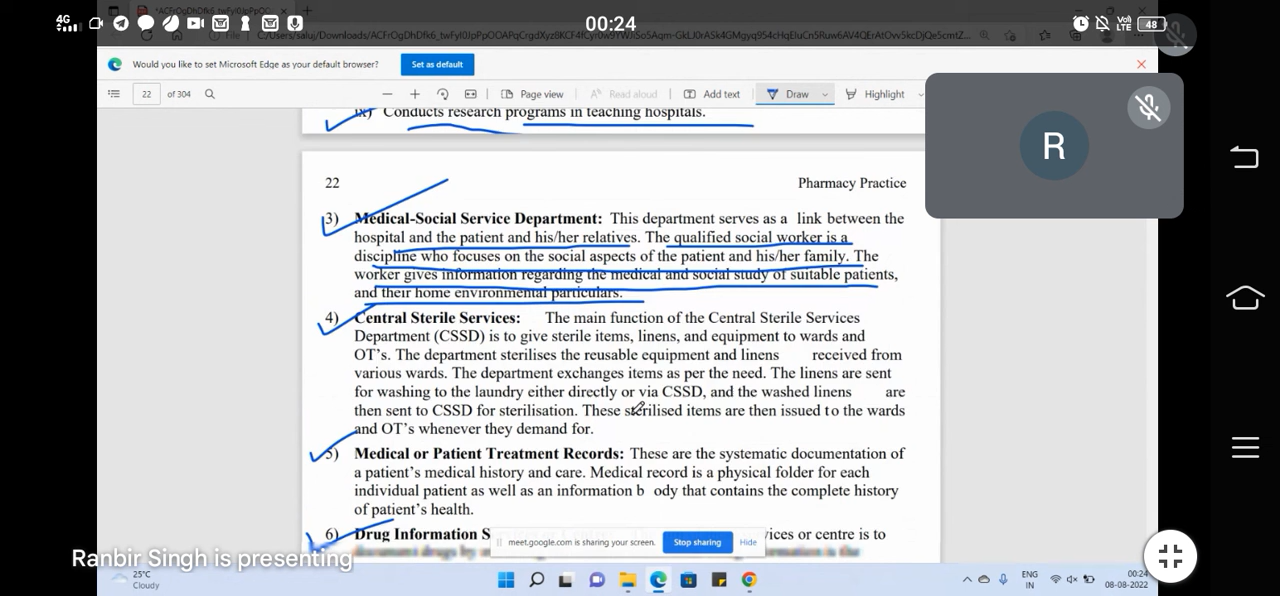 4G
00:24
48
*ACFrOgDhDfk6_twFyI0JpPpOO
File
Would you like to set Microsoft Edge as your default browser?
Set as default
22
of 304
Page view
Read aloud
Add text
Draw
Highlight
ix) Conducts research programs in teaching hospitals.
R
22
Pharmacy Practice
3) Medical-Social Service Department: This department serves as a link between the
hospital and the patient and his/her relatives. The qualified social worker is a
discipline who focuses on the social aspects of the patient and his/her family. The
worker gives information regarding the medical and social study of suitable patients,
and their home environmental particulars.
4) Central Sterile Services: The main function of the Central Sterile Services
Department (CSSD) is to give sterile items, linens, and equipment to wards and
OT's. The department sterilises the reusable equipment and linens received from
various wards. The department exchanges items as per the need. The linens are sent
for washing to the laundry either directly or via CSSD, and the washed linens are
then sent to CSSD for sterilisation. These sterilised items are then issued to the wards
and OT's whenever they demand for.
5) Medical or Patient Treatment Records: These are the systematic documentation of
a patient's medical history and care. Medical record is a physical folder for each
individual patient as well as an information b ody that contains the complete history
of patient's health.
6) Drug Information S
vices or centre is to
meet.google.com is sharing your screen.
Stop sharing
Hide
Ranbir Singh is presenting
25°C
Cloudy
ENG
IN
00:24
08-08-2022